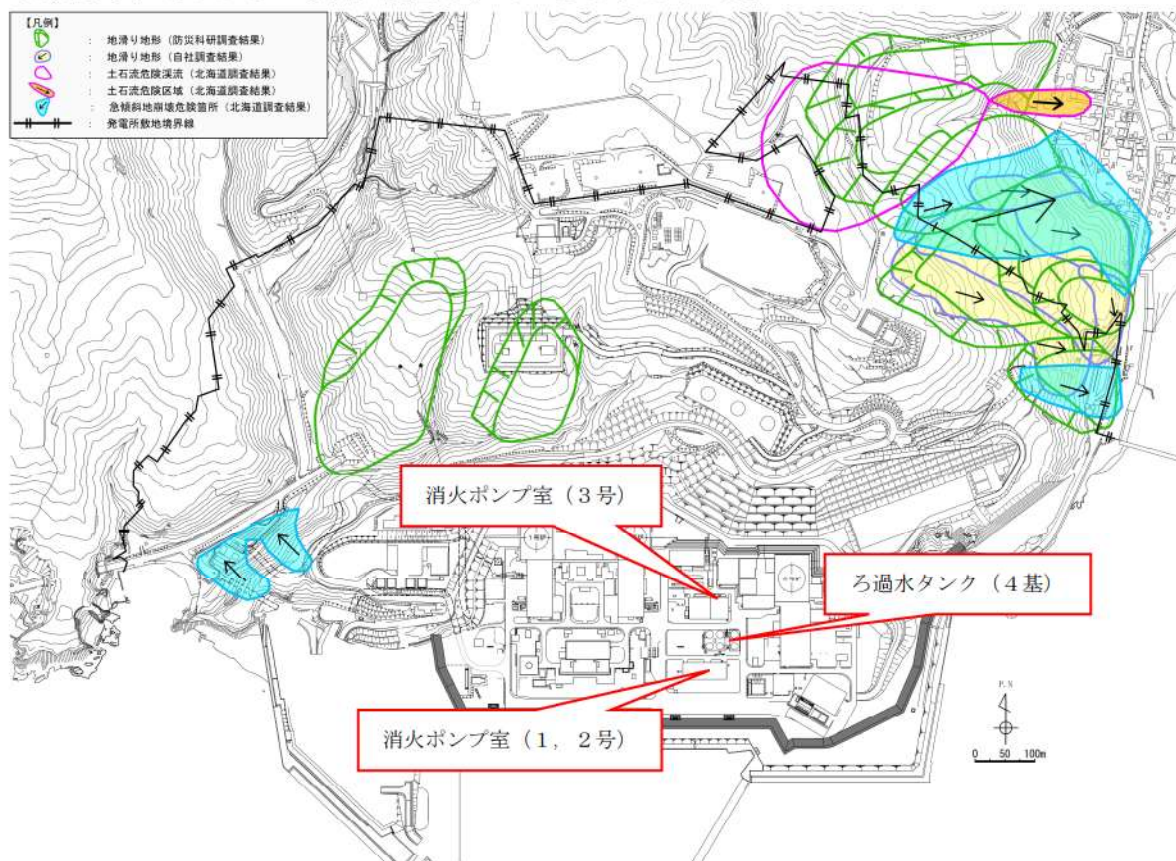 【凡例】
： 地滑り地形（防災科研調査結果）
： 地滑り地形（自社調査結果）
： 土石流危険渓流（北海道調査結果）
： 土石流危険区域（北海道調査結果）
： 急傾斜地崩壊危険箇所（北海道調査結果）
： 発電所敷地境界線
消火ポンプ室（３号）
ろ過水タンク（４基）
消火ポンプ室（１，２号）
P.N
0 50 100m